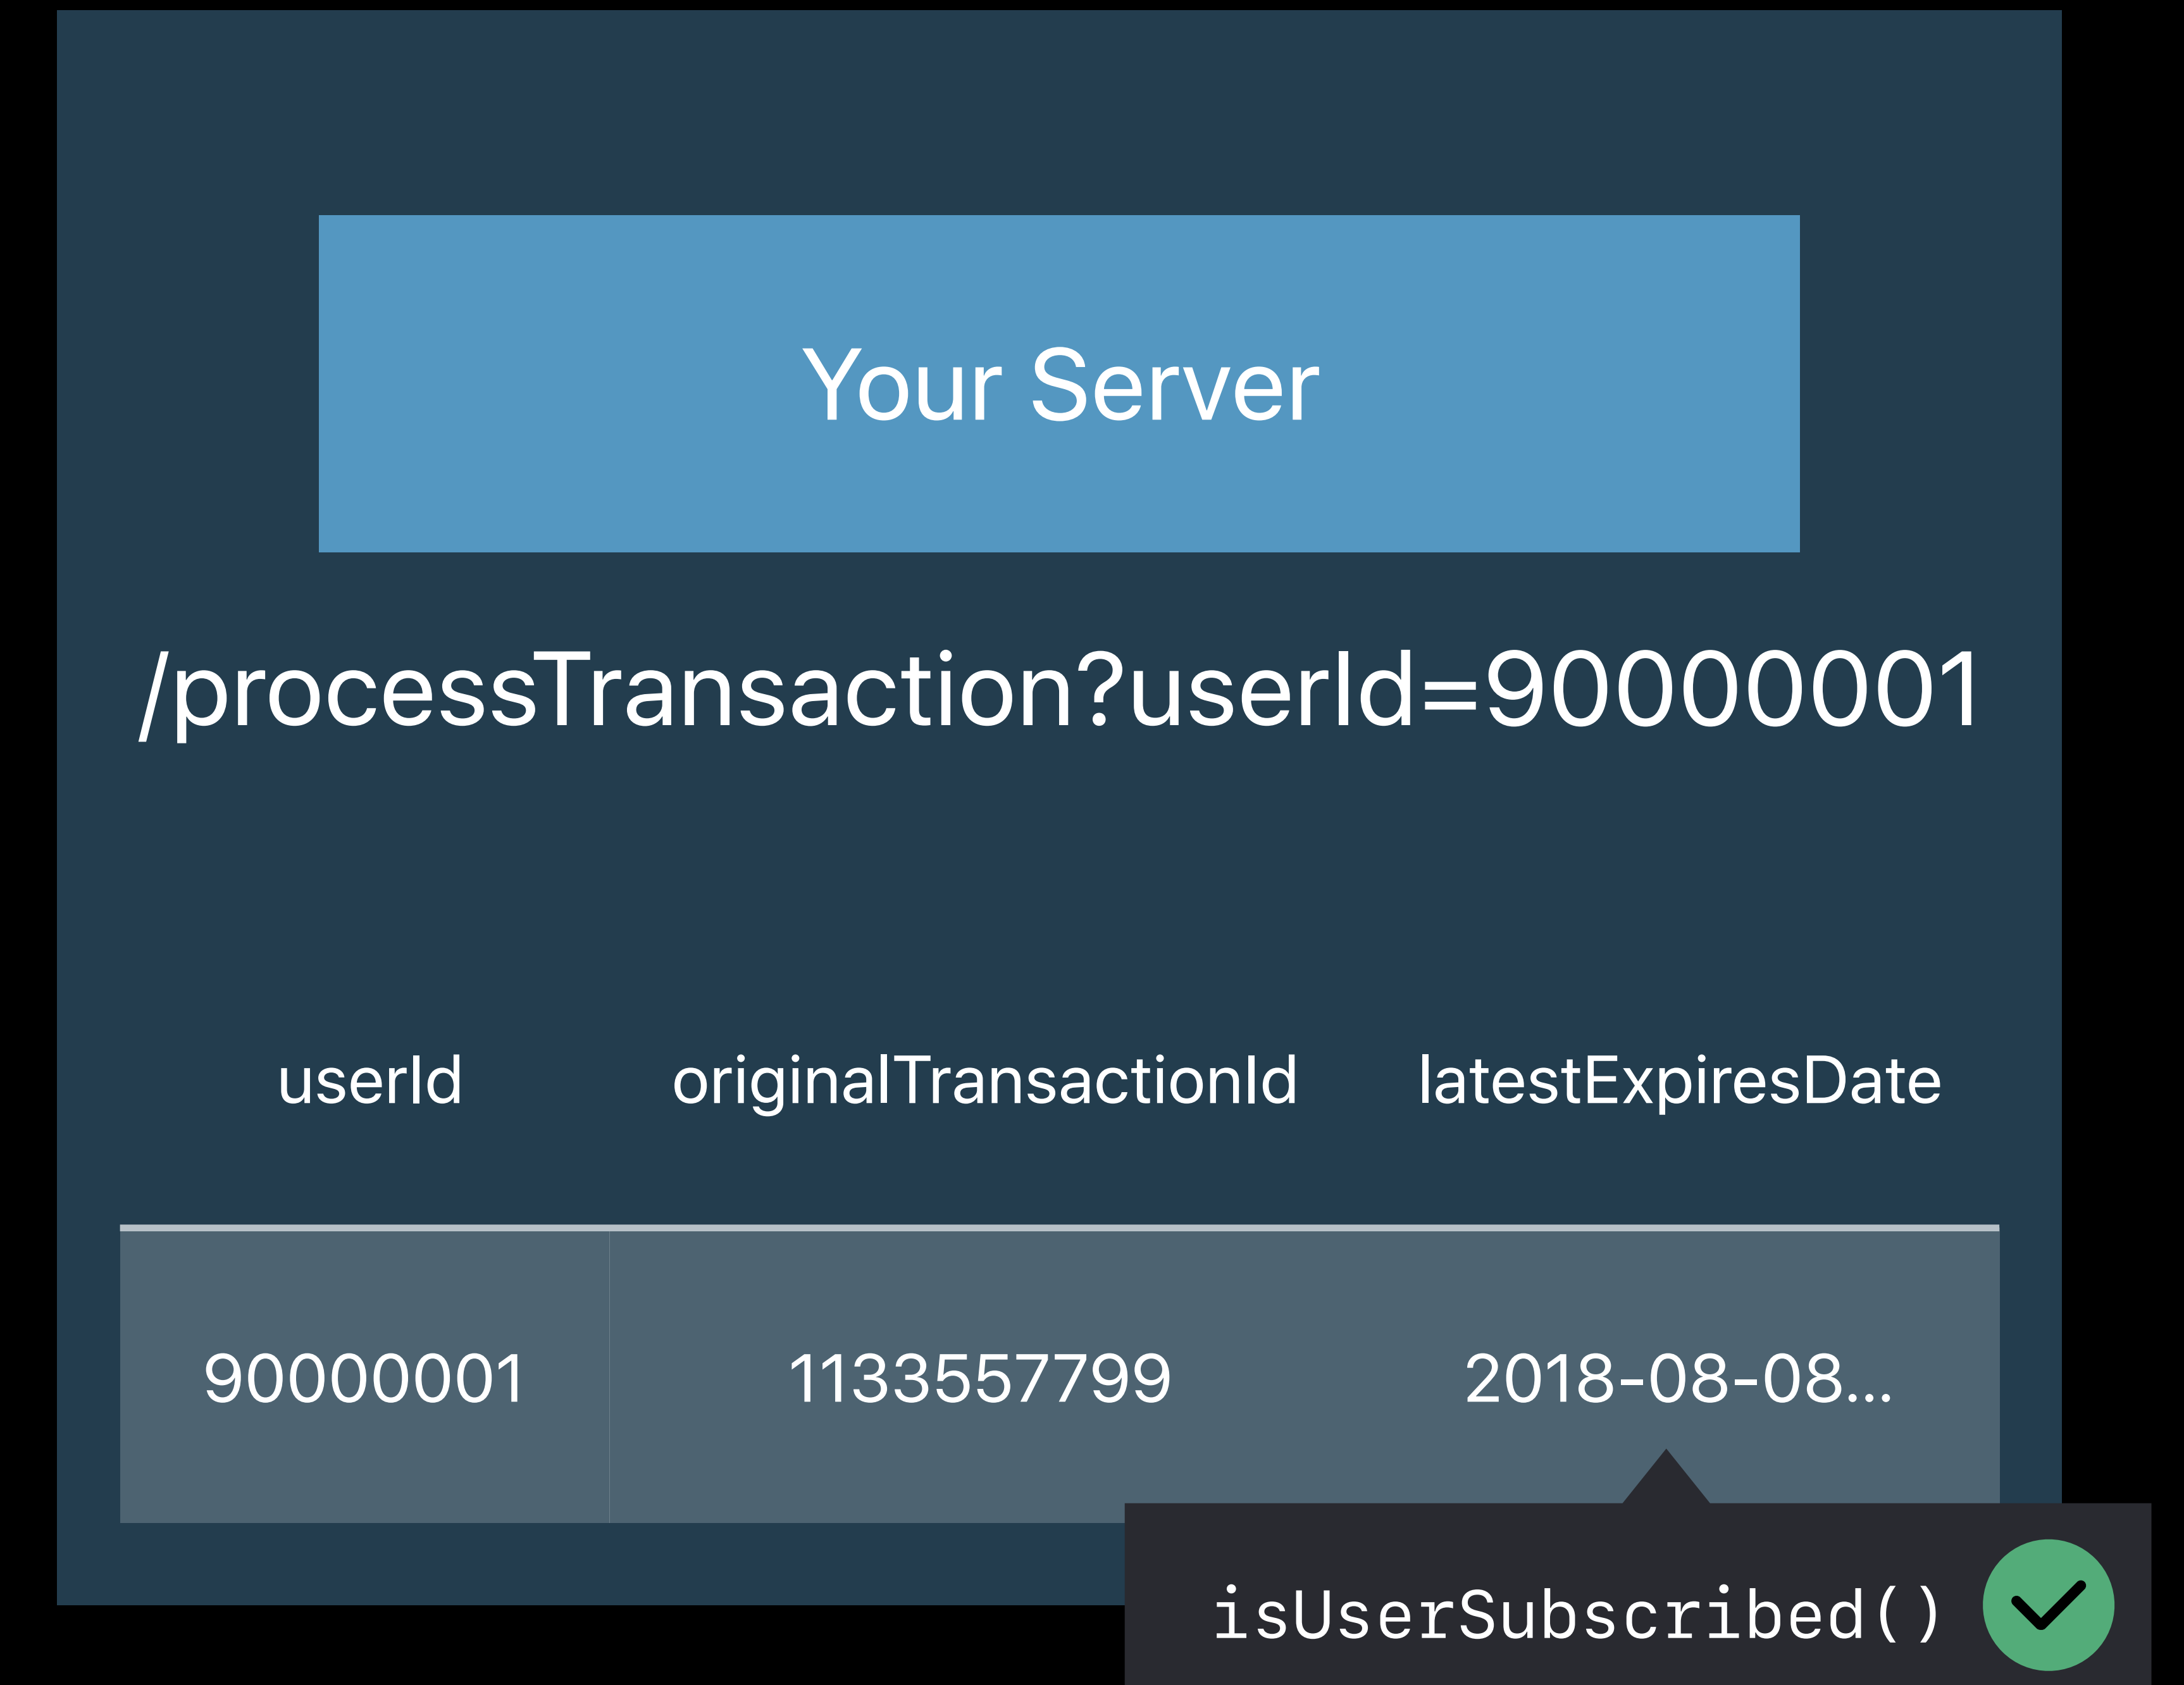 Your Server
/processTransaction?userId=90000001
userId originalTransactionId latestExpiresDate
90000001 1133557799 2018-08-08...
isUserSubscribed()